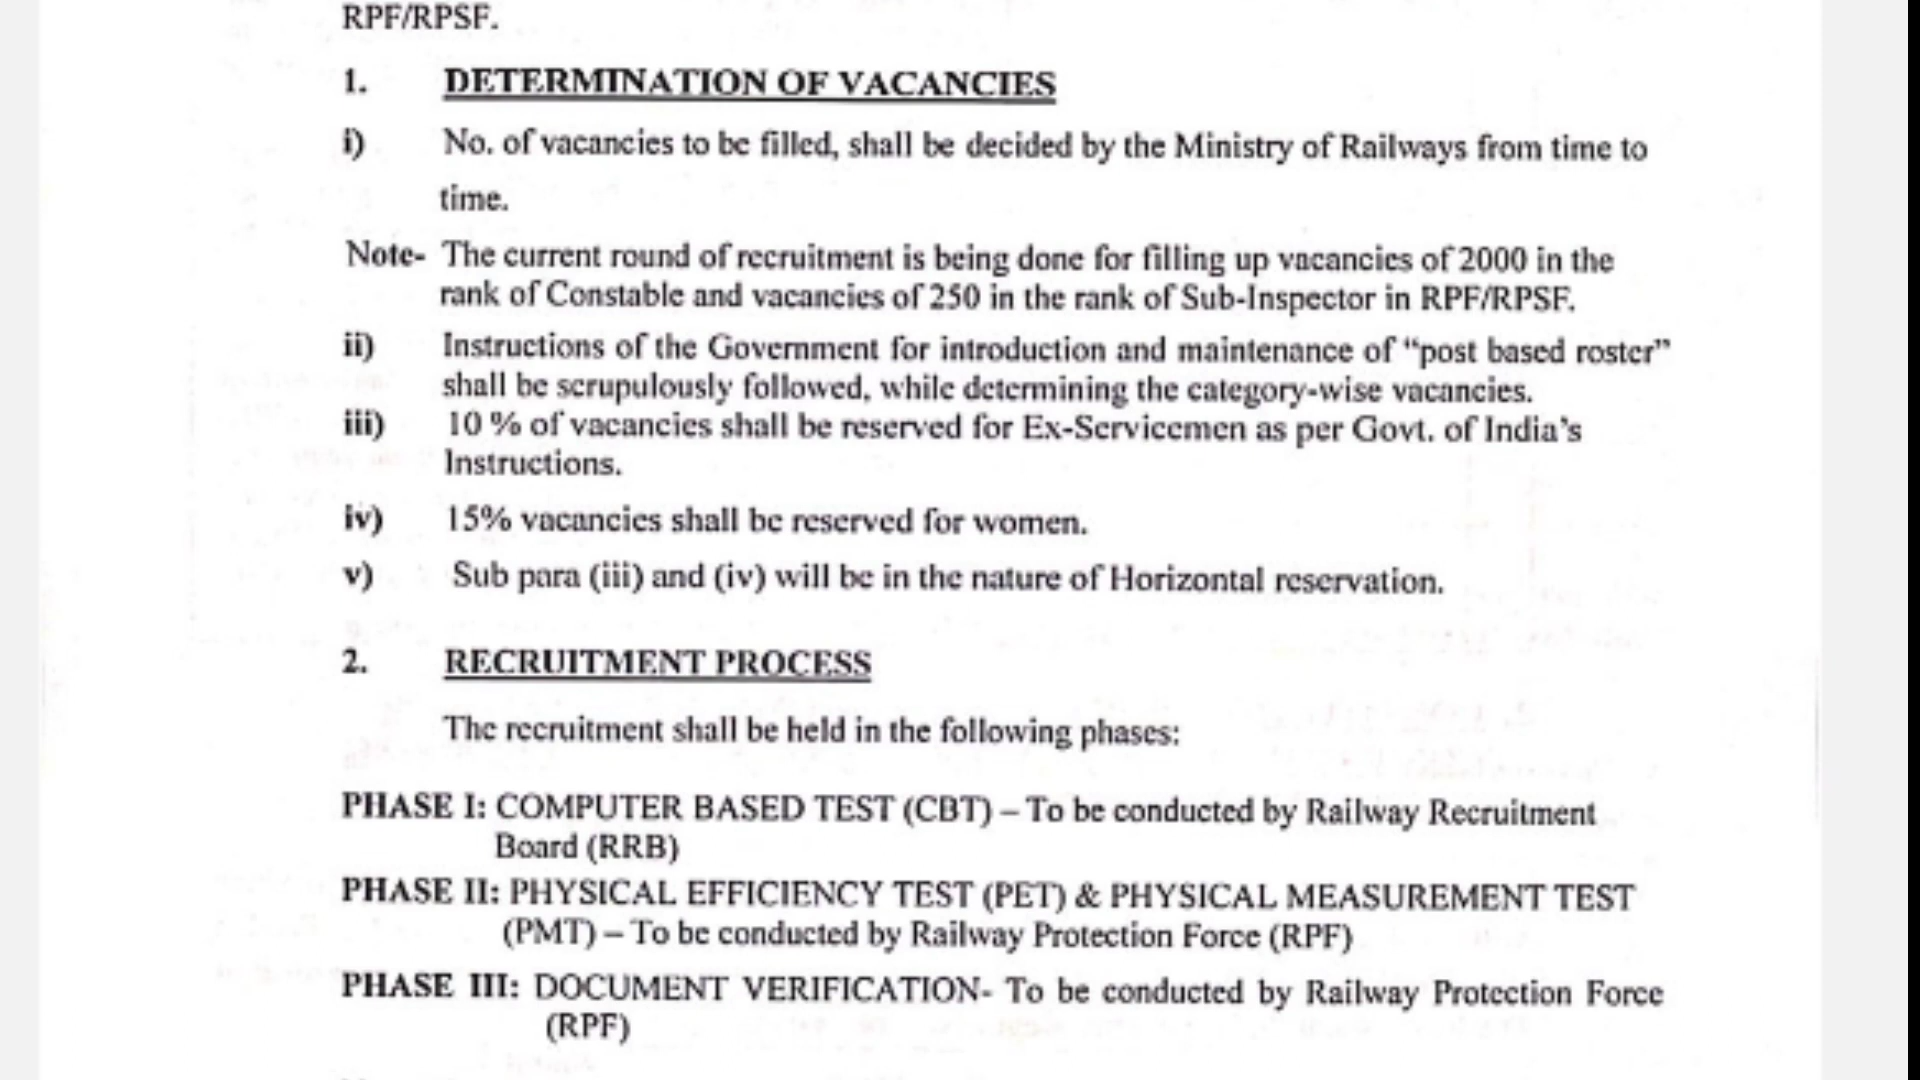 RPF/RPSF.
1. DETERMINATION OF VACANCIES
i) No. of vacancies to be filled, shall be decided by the Ministry of Railways from time to
time.
Note- The current round of recruitment is being done for filling up vacancies of 2000 in the
rank of Constable and vacancies of 250 in the rank of Sub-Inspector in RPF/RPSF.
ii) Instructions of the Government for introduction and maintenance of “post based roster”
shall be scrupulously followed, while determining the category-wise vacancies.
iii) 10 % of vacancies shall be reserved for Ex-Servicemen as per Govt. of India’s
Instructions.
iv) 15% vacancies shall be reserved for women.
v) Sub para (iii) and (iv) will be in the nature of Horizontal reservation.
2. RECRUITMENT PROCESS
The recruitment shall be held in the following phases:
PHASE I: COMPUTER BASED TEST (CBT) – To be conducted by Railway Recruitment
Board (RRB)
PHASE II: PHYSICAL EFFICIENCY TEST (PET) & PHYSICAL MEASUREMENT TEST
(PMT) – To be conducted by Railway Protection Force (RPF)
PHASE III: DOCUMENT VERIFICATION- To be conducted by Railway Protection Force
(RPF)